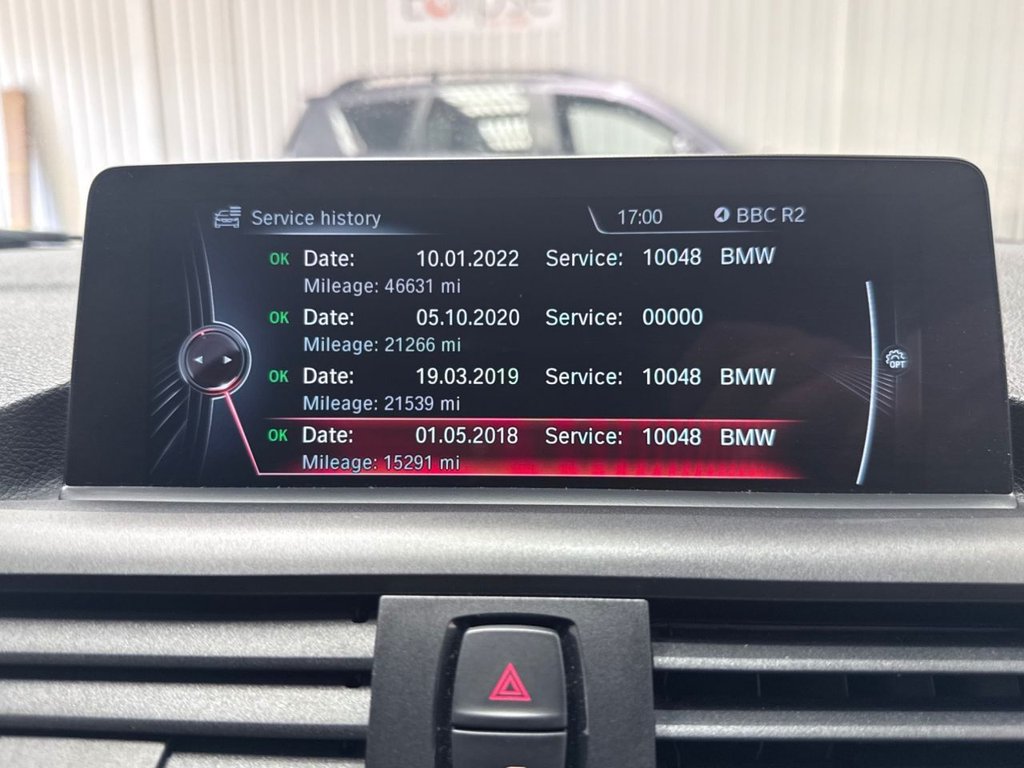 Service history 17:00 BBC R2
OK Date: 10.01.2022 Service: 10048 BMW
Mileage: 46631 mi
OK Date: 05.10.2020 Service: 00000
Mileage: 21266 mi
OK Date: 19.03.2019 Service: 10048 BMW
Mileage: 21539 mi
OK Date: 01.05.2018 Service: 10048 BMW
Mileage: 15291 mi
OPT